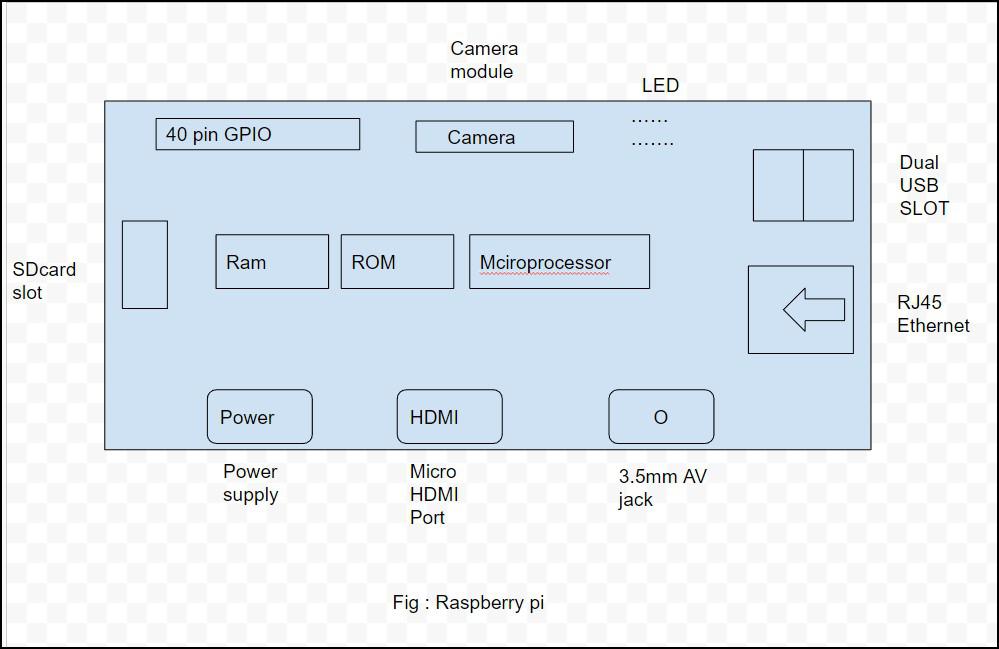 Camera
module
LED
......
.......
40 pin GPIO
Camera
Dual
USB
SLOT
SDcard
slot
Ram
ROM
Mciroprocessor
RJ45
Ethernet
Power
HDMI
O
Power
supply
Micro
HDMI
Port
3.5mm AV
jack
Fig : Raspberry pi